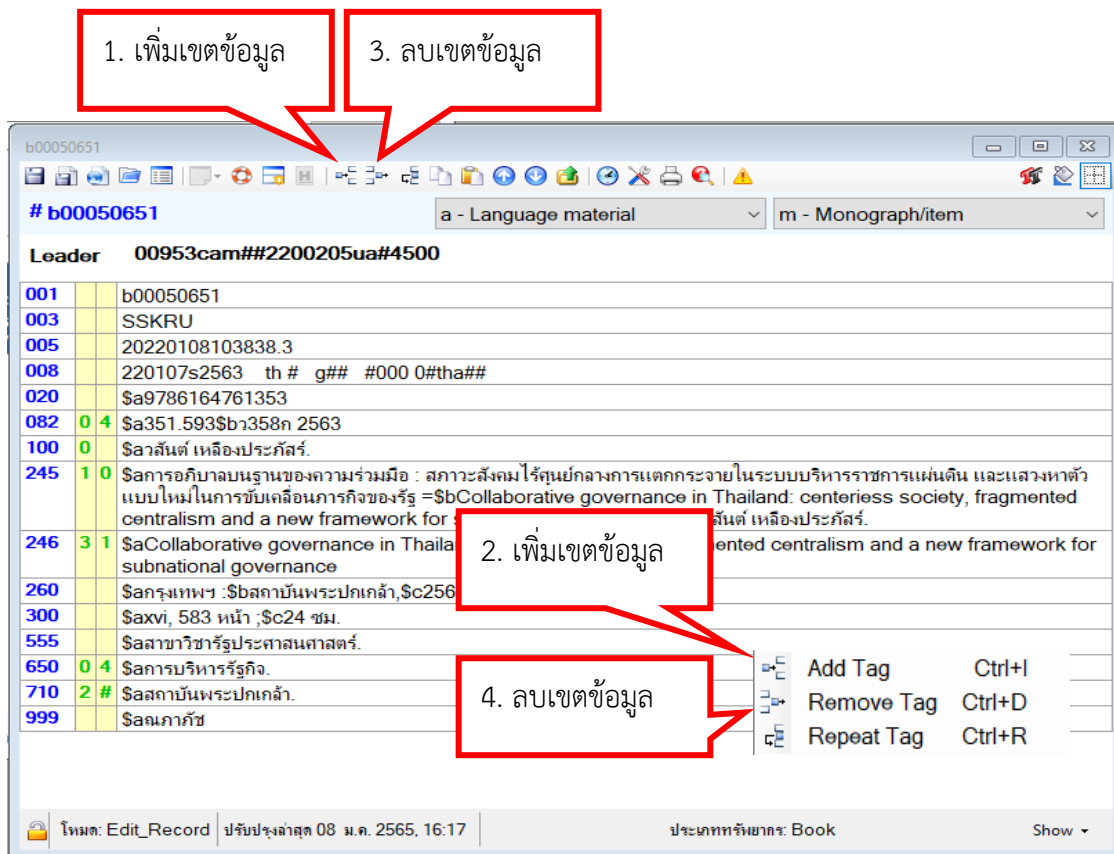 1. เพิ่มเขตข้อมูล
3. ลบเขตข้อมูล
b00050651
# b00050651
a - Language material
m - Monograph/item
Leader 00953cam##2200205ua#4500
001 b00050651
003 SSKRU
005 20220108103838.3
008 220107s2563 th # g## #000 0#tha##
020 $a9786164761353
082 0 4 $a351.593$bว358ก 2563
100 0 $aวสันต์ เหลืองประภัสร์.
245 1 0 $aการอภิบาลบนฐานของความร่วมมือ : สภาวะสังคมไร้ศูนย์กลางการแตกกระจายในระบบบริหารราชการแผ่นดิน และแสวงหาตัว
แบบใหม่ในการขับเคลื่อนภารกิจของรัฐ =$bCollaborative governance in Thailand: centeriess society, fragmented
centralism and a new framework for s สันต์ เหลืองประภัสร์.
246 3 1 $aCollaborative governance in Thaila ented centralism and a new framework for
subnational governance
2. เพิ่มเขตข้อมูล
260 $aกรุงเทพฯ :$bสถาบันพระปกเกล้า,$c256
300 $axvi, 583 หน้า ;$c24 ซม.
555 $aสาขาวิชารัฐประศาสนศาสตร์.
650 0 4 $aการบริหารรัฐกิจ.
710 2 # $aสถาบันพระปกเกล้า.
999 $aณภาภัช
4. ลบเขตข้อมูล
Add Tag Ctrl+I
Remove Tag Ctrl+D
Repeat Tag Ctrl+R
โหมด: Edit_Record ปรับปรุงล่าสุด 08 ม.ค. 2565, 16:17 ประเภททรัพยากร: Book Show